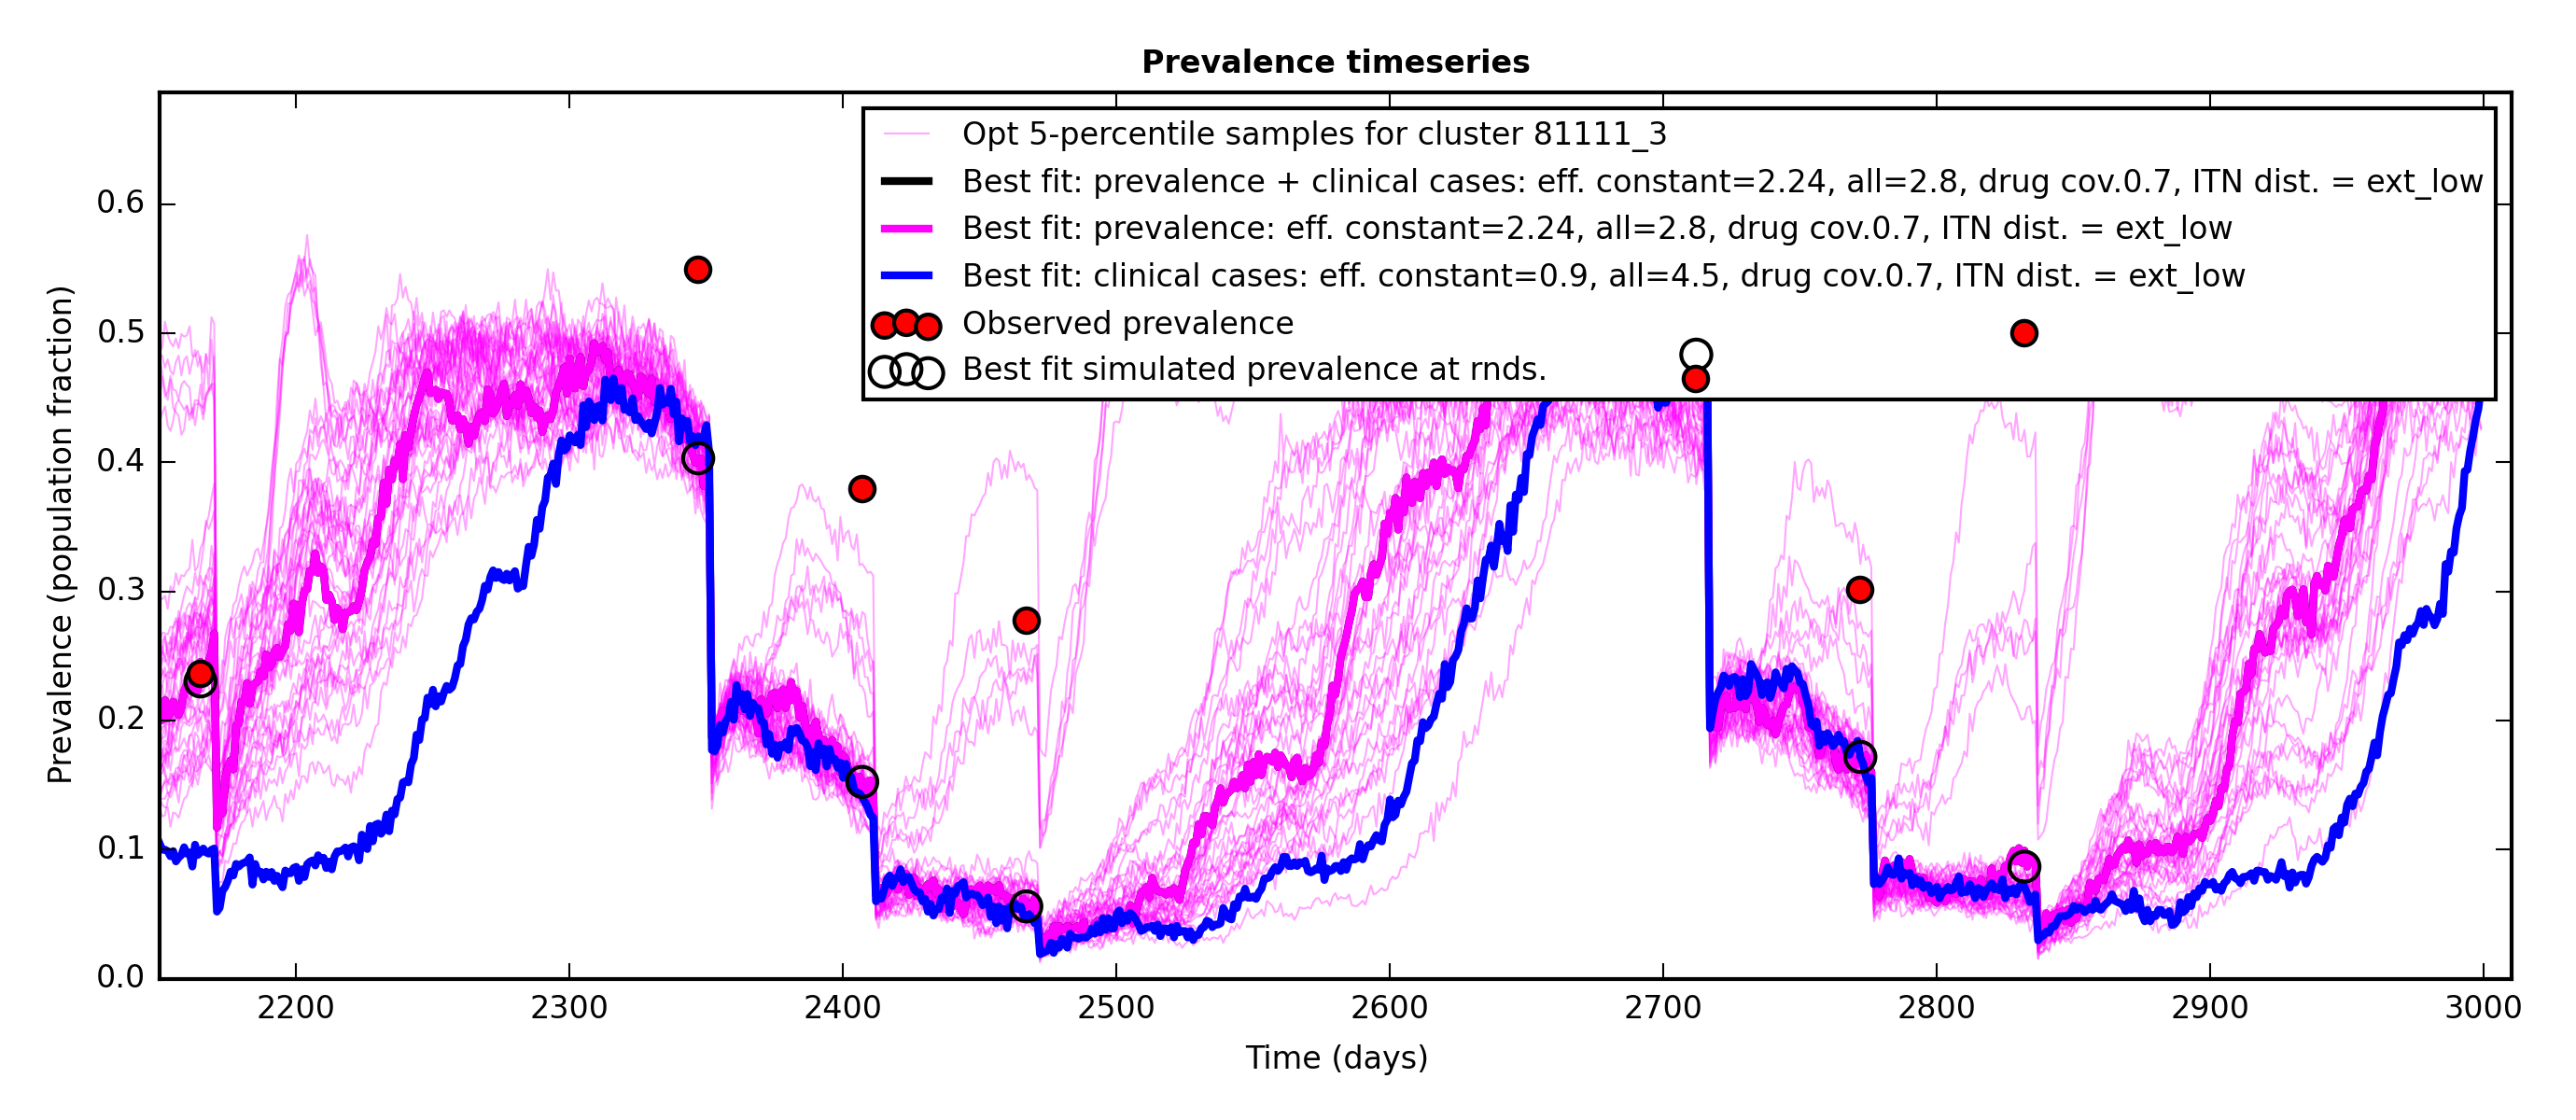 Prevalence timeseries
Opt 5-percentile samples for cluster 81111_3
Best fit: prevalence + clinical cases: eff. constant=2.24, all=2.8, drug cov.0.7, ITN dist. = ext_low
Best fit: prevalence: eff. constant=2.24, all=2.8, drug cov.0.7, ITN dist. = ext_low
Best fit: clinical cases: eff. constant=0.9, all=4.5, drug cov.0.7, ITN dist. = ext_low
Observed prevalence
Best fit simulated prevalence at rnds.
Prevalence (population fraction)
0.6
0.5
0.4
0.3
0.2
0.1
0.0
2200 2300 2400 2500 2600 2700 2800 2900 3000
Time (days)